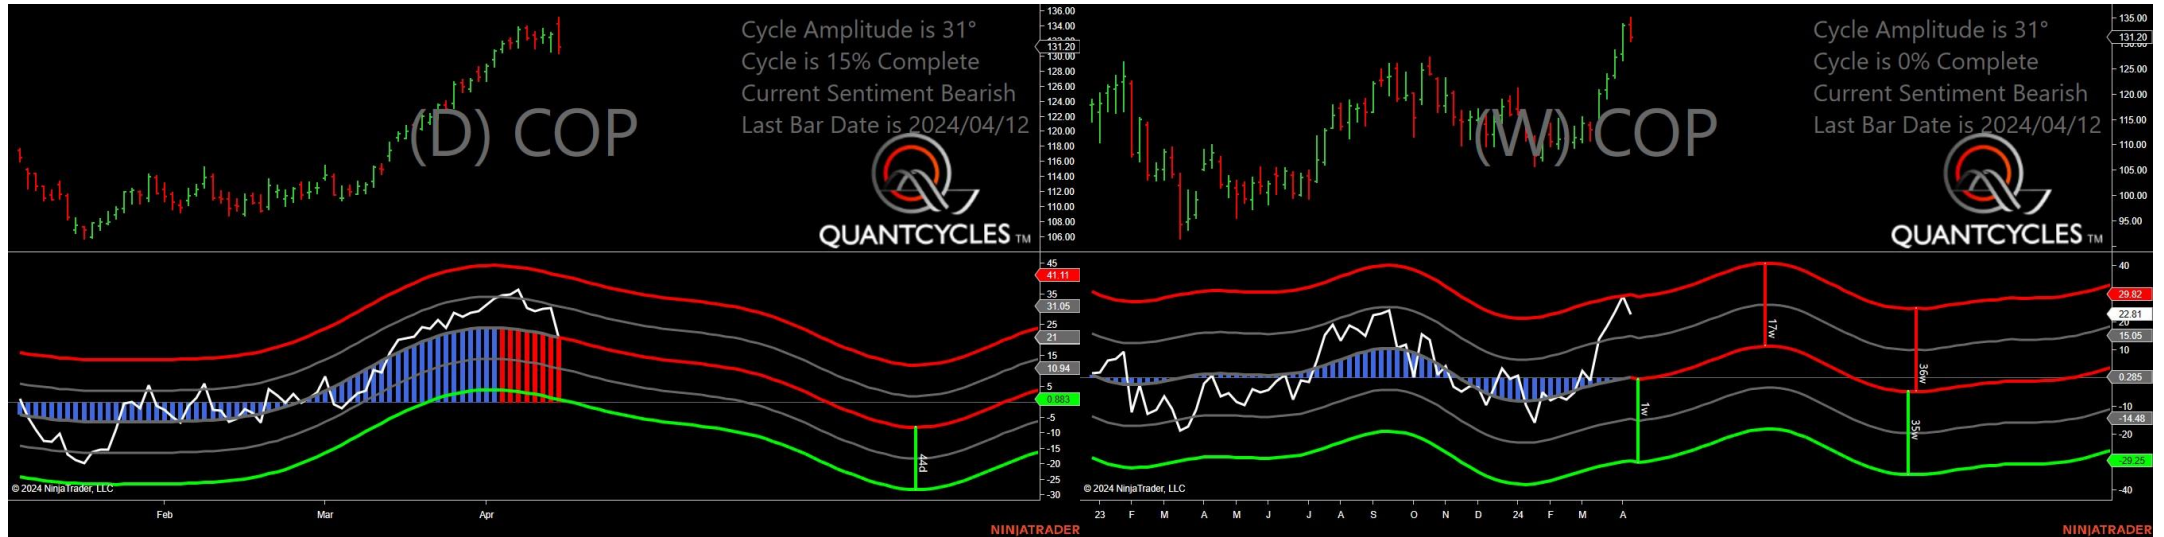 Cycle Amplitude is 31°
Cycle is 15% Complete
Current Sentiment Bearish
Last Bar Date is 2024/04/12
(D) COP
QUANTCYCLES TM
136.00
134.00
131.20
130.00
128.00
126.00
124.00
122.00
120.00
118.00
116.00
114.00
112.00
110.00
108.00
106.00
45
41.11
35
31.05
25
21
15
10.94
5
0.883
-5
-10
-15
-20
-25
-30
44d
© 2024 NinjaTrader, LLC
Feb Mar Apr
NINJATRADER
Cycle Amplitude is 31°
Cycle is 0% Complete
Current Sentiment Bearish
Last Bar Date is 2024/04/12
(W) COP
QUANTCYCLES TM
135.00
131.20
125.00
120.00
115.00
110.00
105.00
100.00
95.00
40
29.82
22.81
20
15.05
10
0.285
-10
-14.48
-20
-29.25
-40
17w
36w
1w
35w
© 2024 NinjaTrader, LLC
23 F M A M J J A S O N D 24 F M A
NINJATRADER